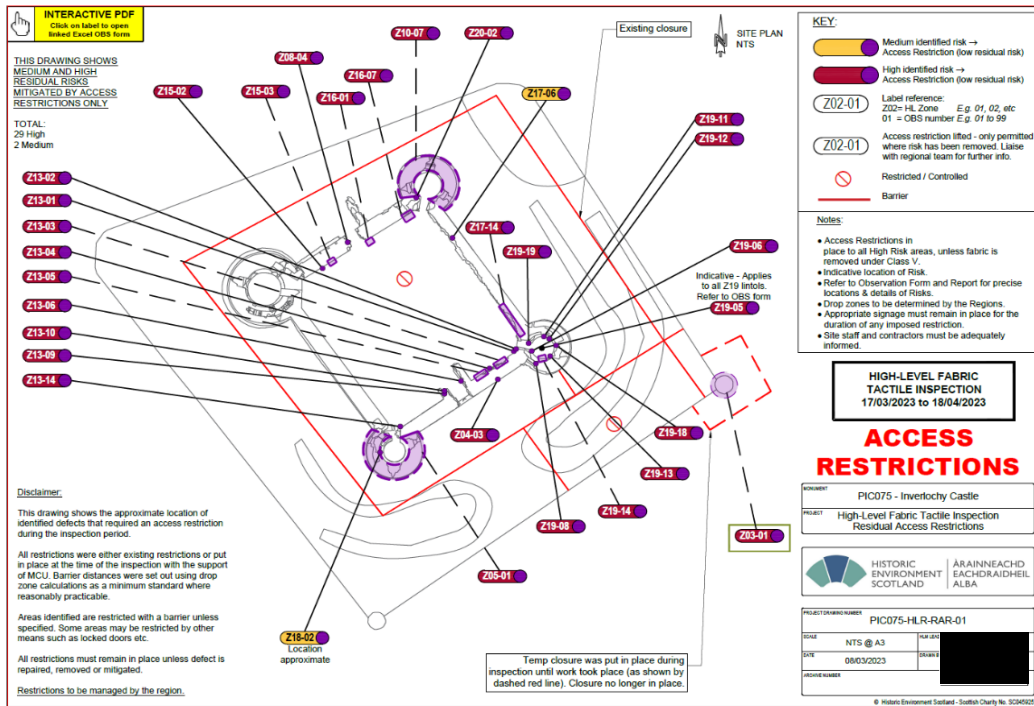 INTERACTIVE PDF
Click on label to open
linked Excel OBS form
THIS DRAWING SHOWS
MEDIUM AND HIGH
RESIDUAL RISKS
MITIGATED BY ACCESS
RESTRICTIONS ONLY
TOTAL:
29 High
2 Medium
Z10-07
Z20-02
Z08-04
Z16-07
Z15-02
Z15-03
Z16-01
Z17-06
Existing closure
SITE PLAN
NTS
Z19-11
Z19-12
Z13-02
Z13-01
Z13-03
Z13-04
Z13-05
Z13-06
Z13-10
Z13-09
Z13-14
Z17-14
Z19-19
Z19-06
Indicative - Applies
to all Z19 lintols.
Refer to OBS form
Z19-05
Z04-03
Z19-18
Z19-13
Z19-14
Z19-08
Z03-01
Z05-01
Z18-02
Location
approximate
Temp closure was put in place during
inspection until work took place (as shown by
dashed red line). Closure no longer in place.
Disclaimer:
This drawing shows the approximate location of
identified defects that required an access restriction
during the inspection period.
All restrictions were either existing restrictions or put
in place at the time of the inspection with the support
of MCU. Barrier distances were set out using drop
zone calculations as a minimum standard where
reasonably practicable.
Areas identified are restricted with a barrier unless
specified. Some areas may be restricted by other
means such as locked doors etc.
All restrictions must remain in place unless defect is
repaired, removed or mitigated.
Restrictions to be managed by the region.
KEY:
Medium identified risk →
Access Restriction (low residual risk)
High identified risk →
Access Restriction (low residual risk)
Z02-01
Label reference:
Z02= HL Zone E.g. 01, 02, etc
01 = OBS number E.g. 01 to 99
Z02-01
Access restriction lifted - only permitted
where risk has been removed. Liaise
with regional team for further info.
Restricted / Controlled
Barrier
Notes:
• Access Restrictions in
place to all High Risk areas, unless fabric is
removed under Class V.
• Indicative location of Risk.
• Refer to Observation Form and Report for precise
locations & details of Risks.
• Drop zones to be determined by the Regions.
• Appropriate signage must remain in place for the
duration of any imposed restriction.
• Site staff and contractors must be adequately
informed.
HIGH-LEVEL FABRIC
TACTILE INSPECTION
17/03/2023 to 18/04/2023
ACCESS
RESTRICTIONS
MONUMENT
PIC075 - Inverlochy Castle
PROJECT
High-Level Fabric Tactile Inspection
Residual Access Restrictions
HISTORIC
ENVIRONMENT
SCOTLAND
ÀRAINNEACHD
EACHDRAIDHEIL
ALBA
PROJECT DRAWING NUMBER
PIC075-HLR-RAR-01
SCALE
NTS @ A3
DATE
08/03/2023
ARCHIVE NUMBER
© Historic Environment Scotland - Scottish Charity No. SC045925